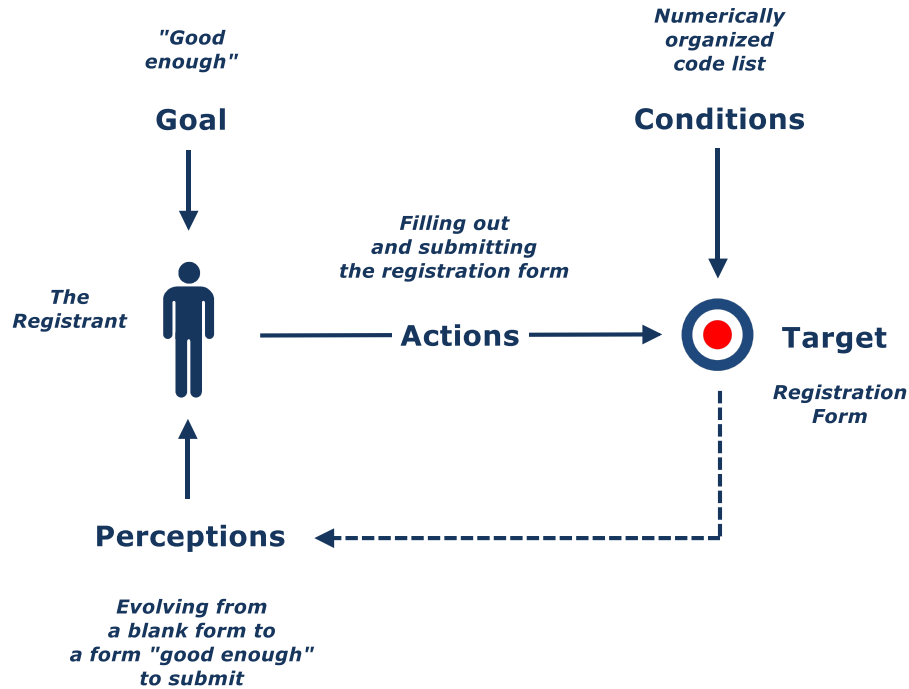 "Good
enough"
Numerically
organized
code list
Goal
Conditions
Filling out
and submitting
the registration form
The
Registrant
Actions
Target
Registration
Form
Perceptions
Evolving from
a blank form to
a form "good enough"
to submit